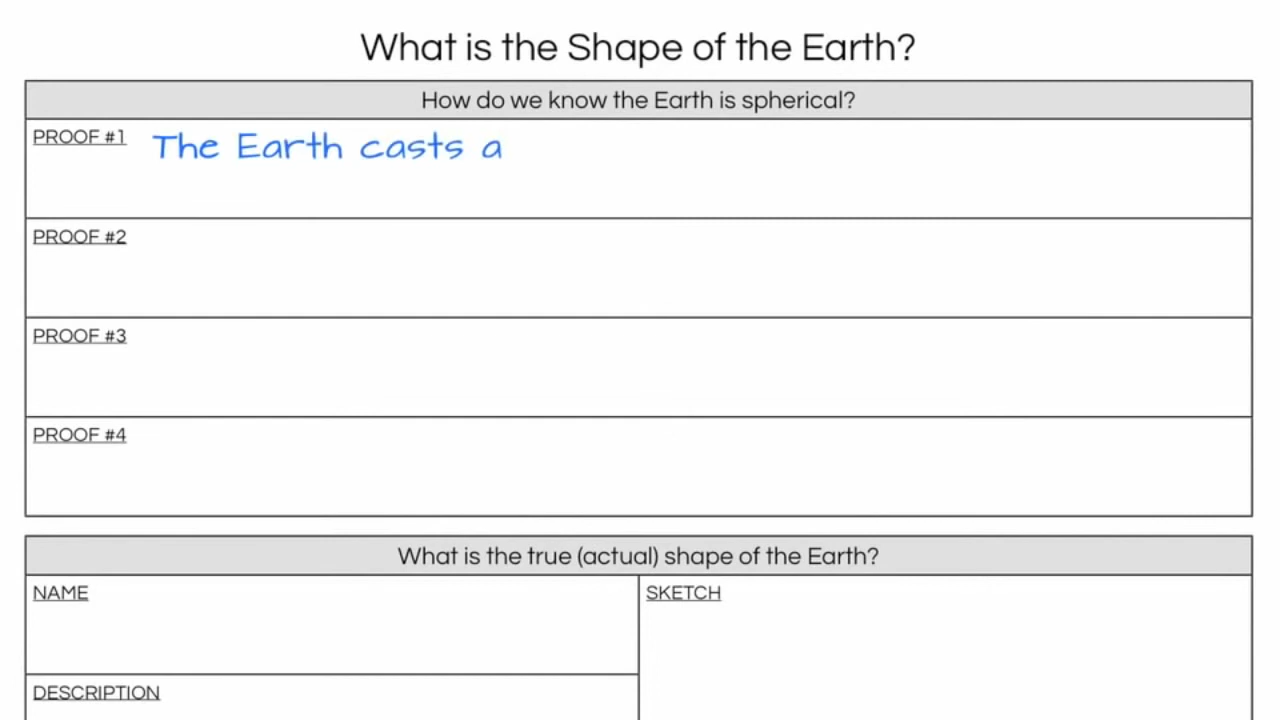 What is the Shape of the Earth?
How do we know the Earth is spherical?
PROOF #1 The Earth casts a
PROOF #2
PROOF #3
PROOF #4
What is the true (actual) shape of the Earth?
NAME
SKETCH
DESCRIPTION